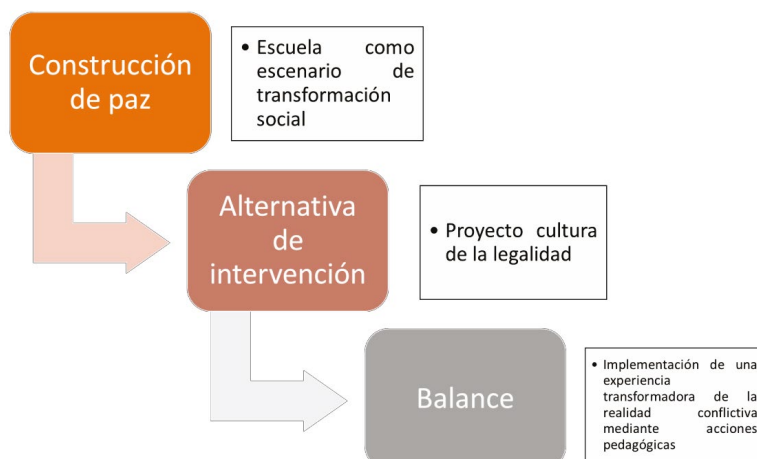 Construcción
de paz
• Escuela como
escenario de
transformación
social
Alternativa
de
intervención
• Proyecto cultura
de la legalidad
Balance
• Implementación de una
experiencia
transformadora de la
realidad conflictiva
mediante acciones
pedagógicas